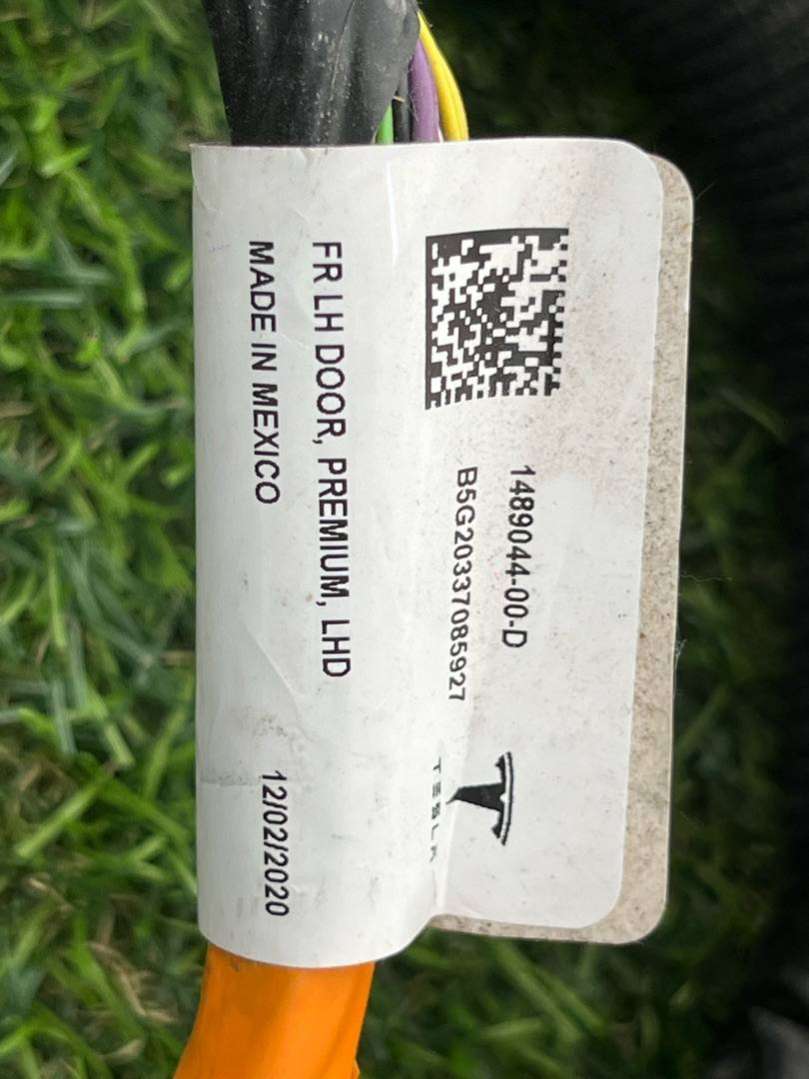 1489044-00-D
B5G20337085927
TESLA
FR LH DOOR, PREMIUM, LHD
MADE IN MEXICO
12/02/2020